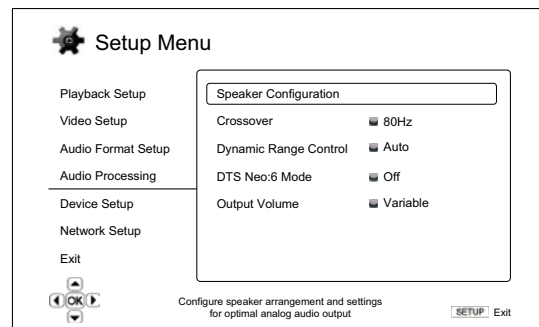 Setup Menu
Playback Setup
Video Setup
Audio Format Setup
Audio Processing
Device Setup
Network Setup
Exit
Speaker Configuration
Crossover 80Hz
Dynamic Range Control Auto
DTS Neo:6 Mode Off
Output Volume Variable
OK
Configure speaker arrangement and settings
for optimal analog audio output
SETUP Exit